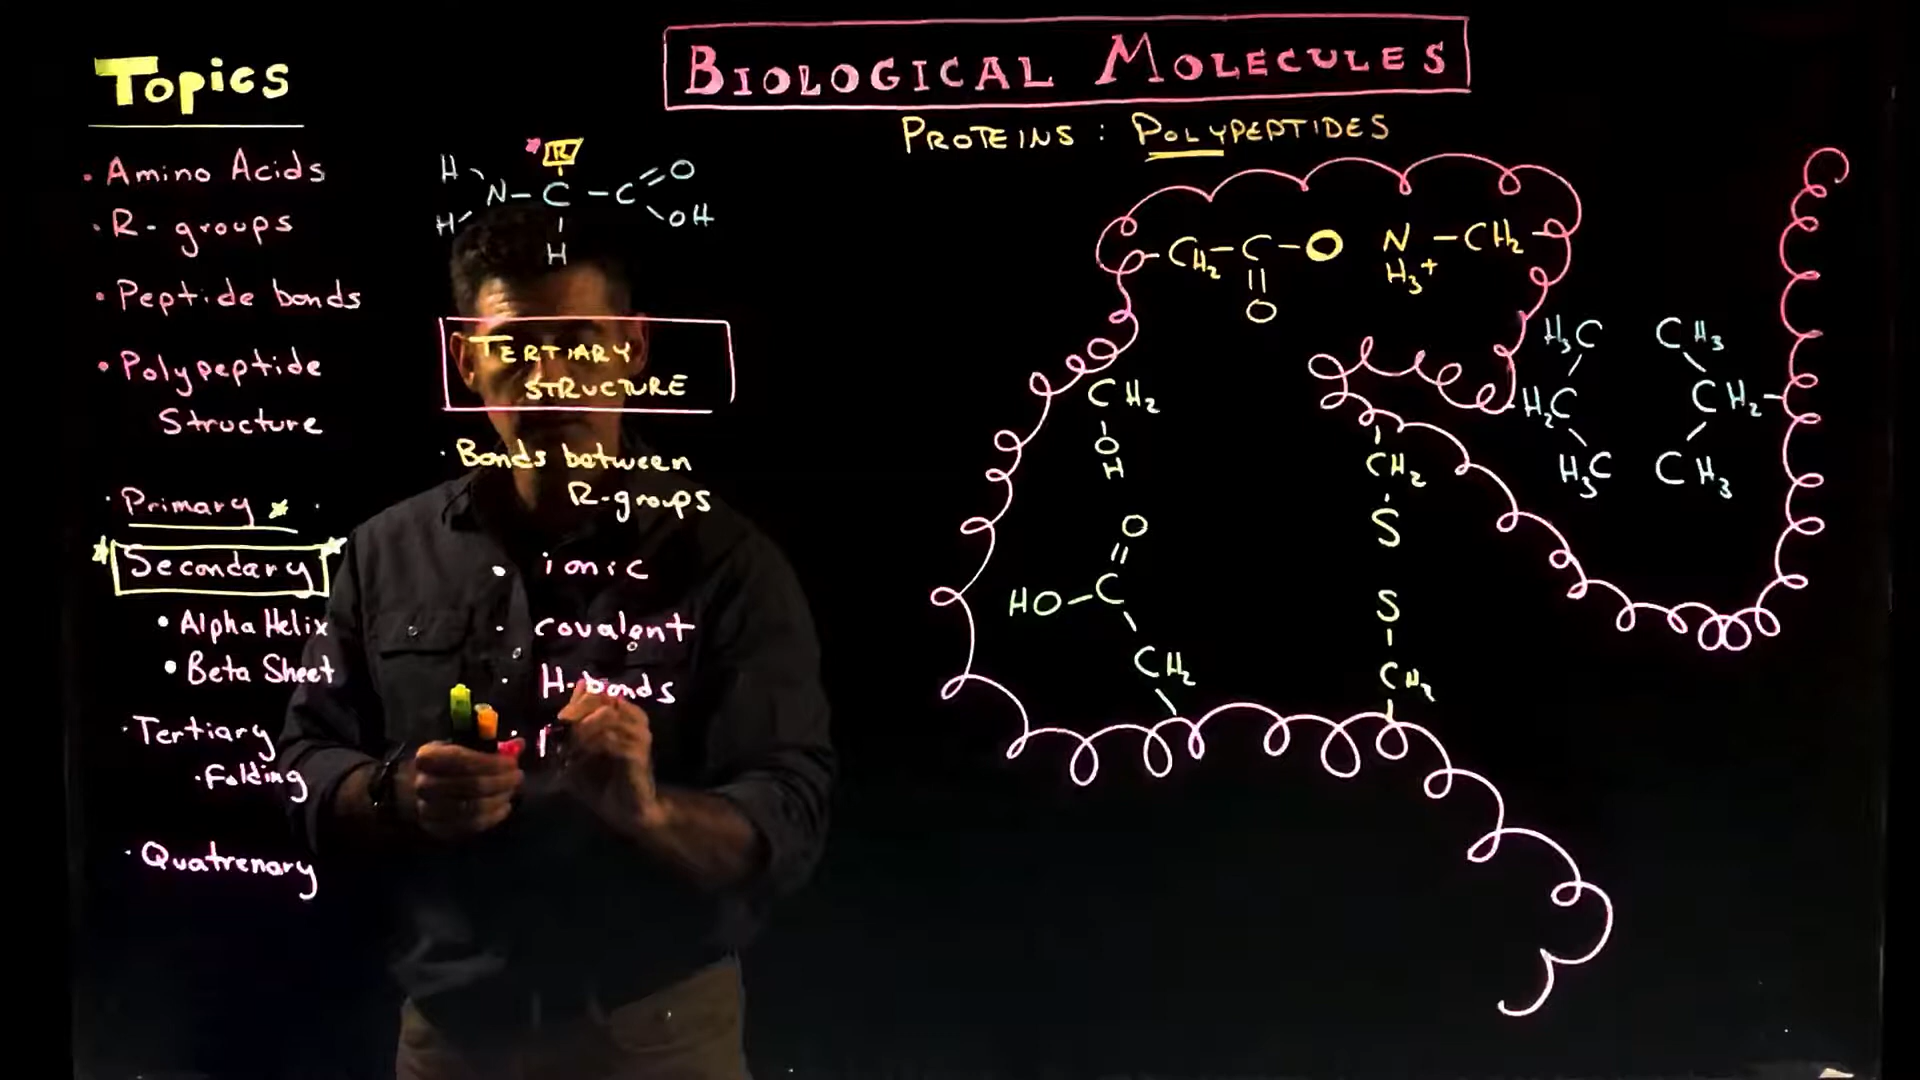 BIOLOGICAL MOLECULES
PROTEINS: POLYPEPTIDES
Topics
· Amino Acids
· R-groups
· Peptide bonds
· Polypeptide
Structure
· Primary
Secondary
• Alpha Helix
• Beta Sheet
· Tertiary
· Folding
· Quatrenary
R
H
N-C-C=O
H
OH
H
TERTIARY
STRUCTURE
· Bonds between
R-groups
· ionic
· covalent
· H-bonds
CH2-C-O
O
N-CH2
H3+
CH2
O
H
O
HO-C
CH2
CH2
S
S
CH2
H3C
H2C
H3C
CH3
CH2
CH3